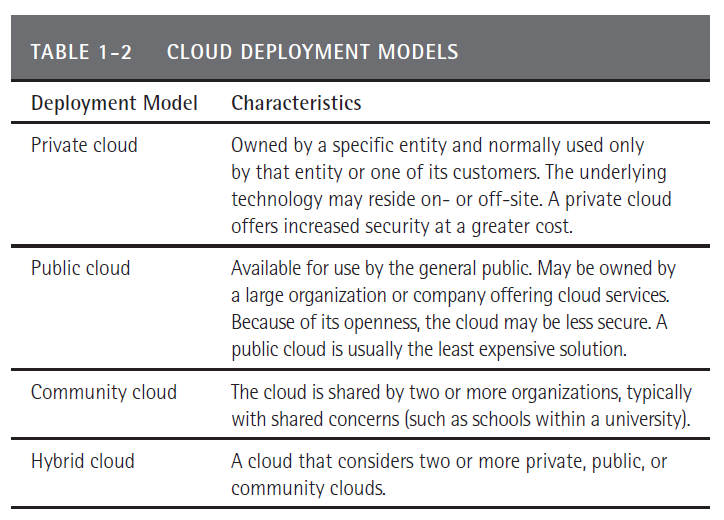 TABLE 1-2 CLOUD DEPLOYMENT MODELS
Deployment Model Characteristics
Private cloud Owned by a specific entity and normally used only
by that entity or one of its customers. The underlying
technology may reside on- or off-site. A private cloud
offers increased security at a greater cost.
Public cloud Available for use by the general public. May be owned by
a large organization or company offering cloud services.
Because of its openness, the cloud may be less secure. A
public cloud is usually the least expensive solution.
Community cloud The cloud is shared by two or more organizations, typically
with shared concerns (such as schools within a university).
Hybrid cloud A cloud that considers two or more private, public, or
community clouds.